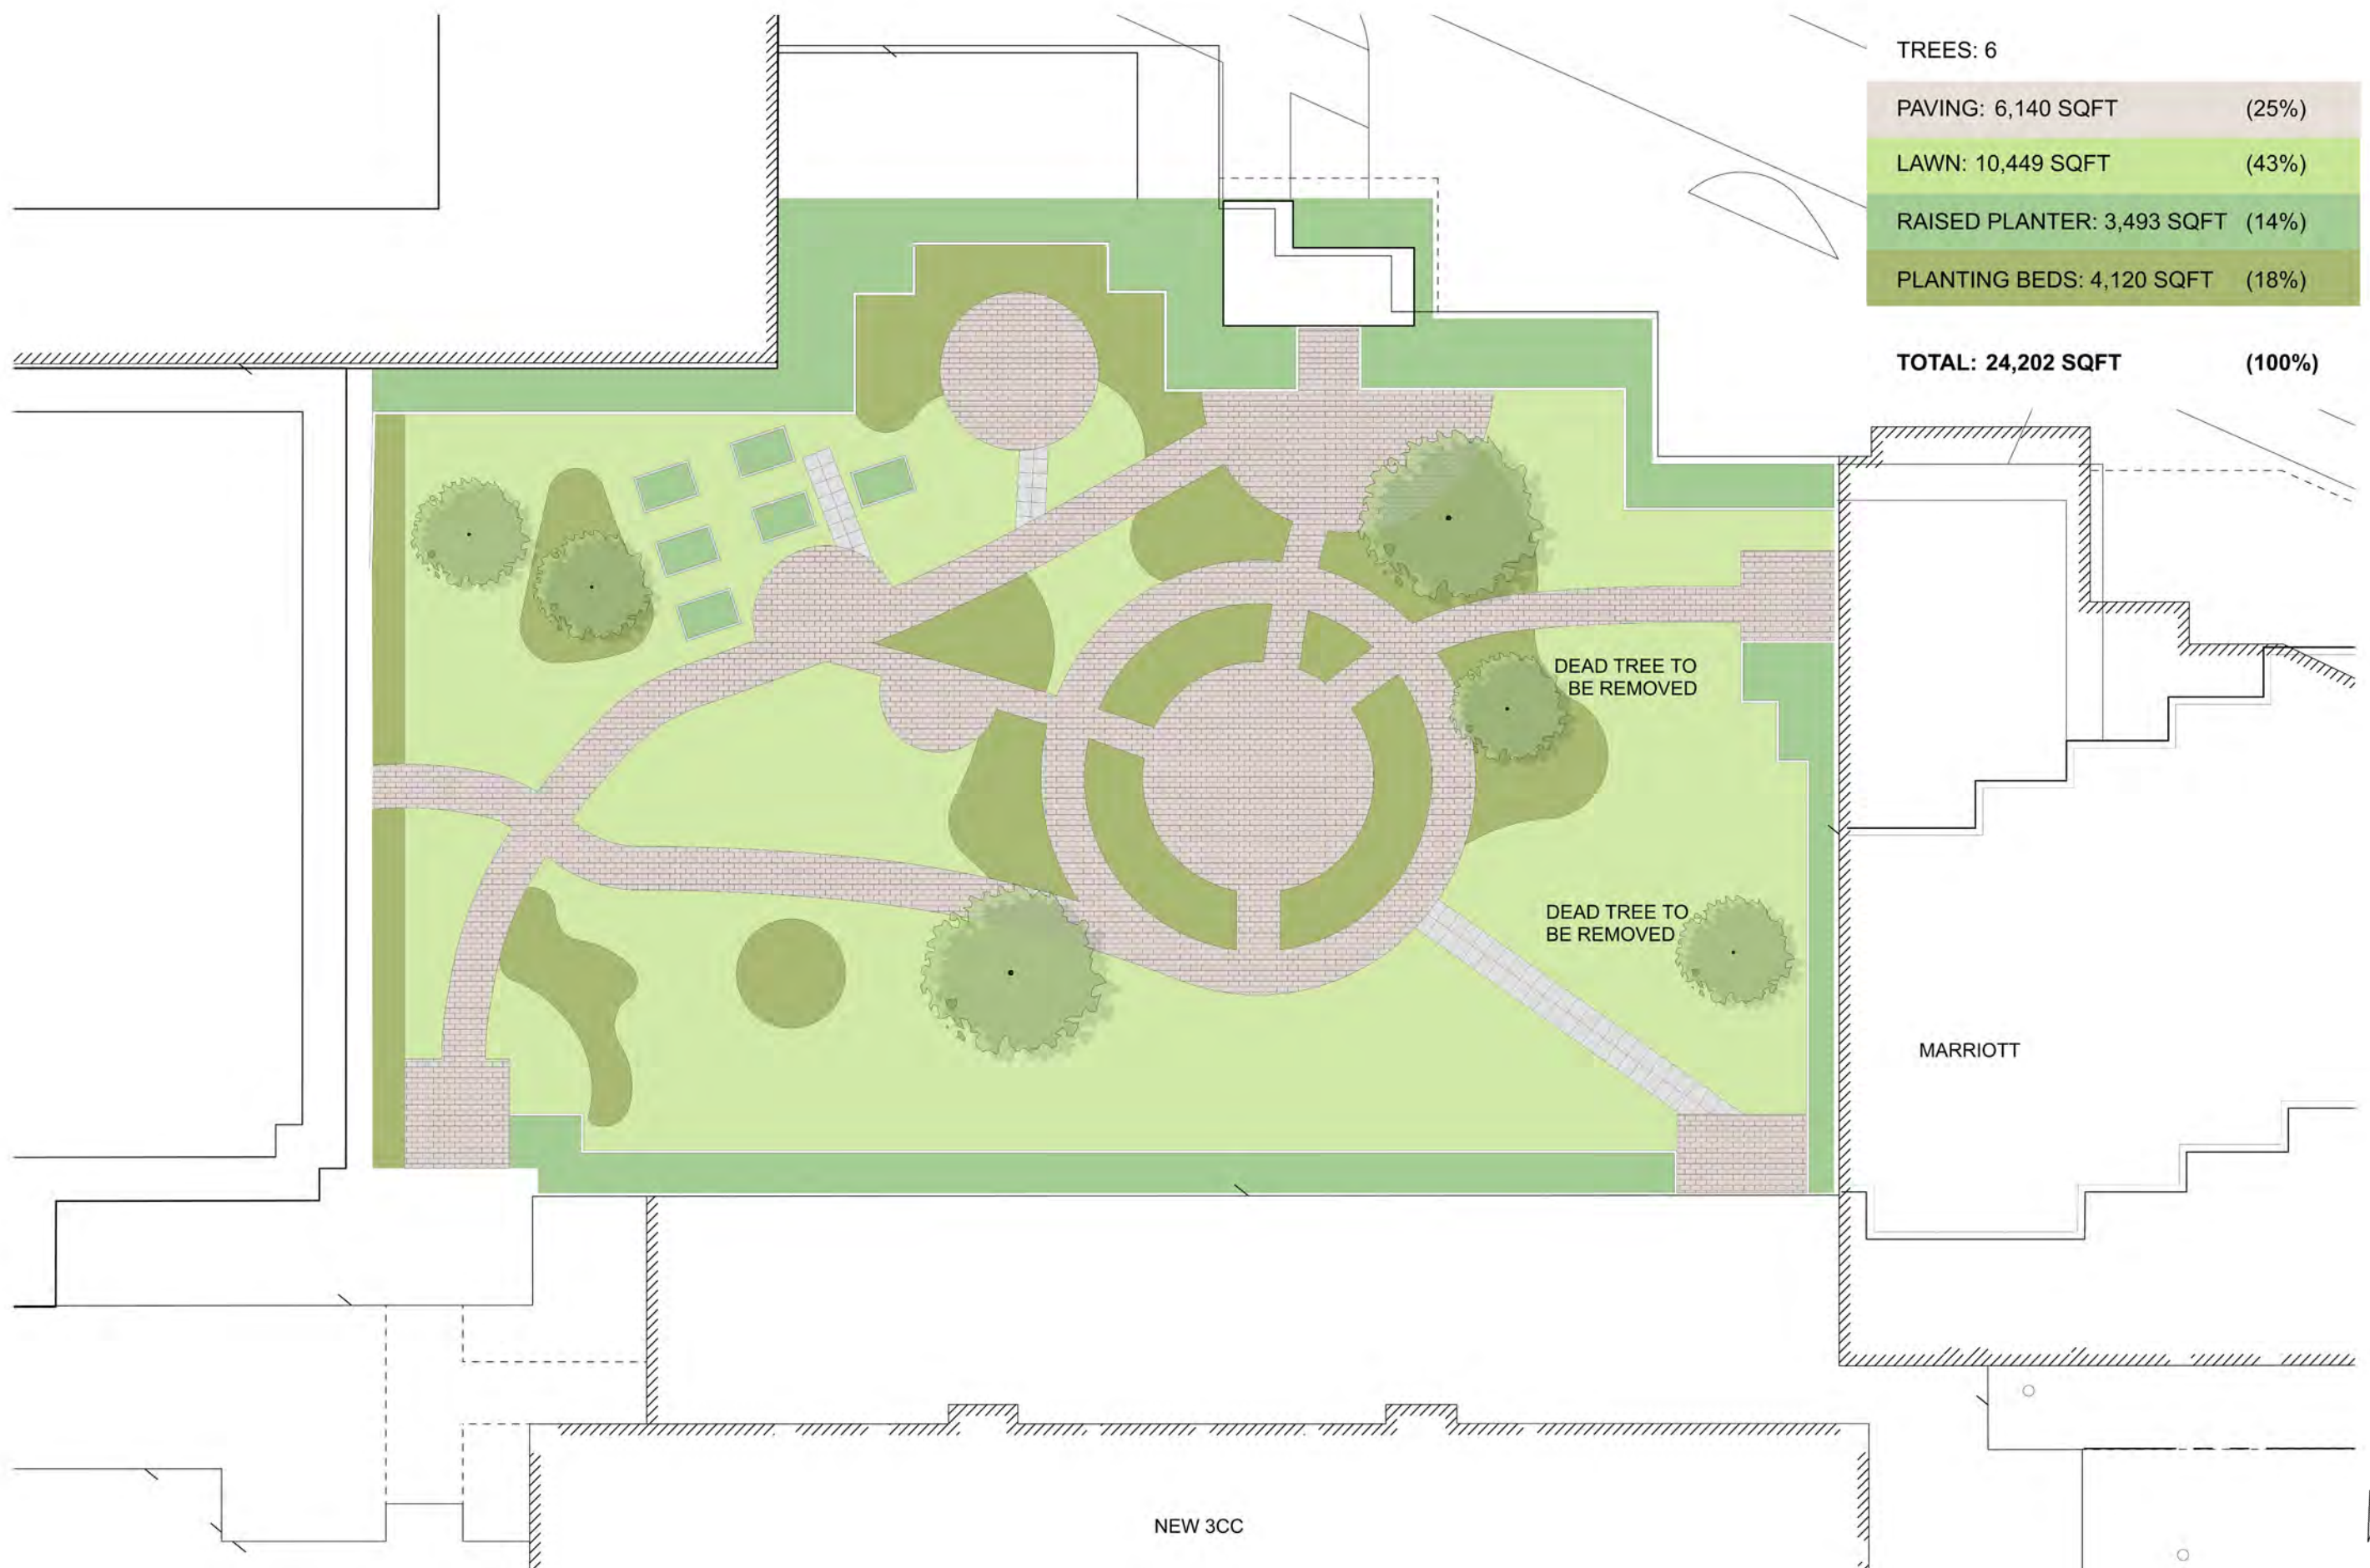 TREES: 6
PAVING: 6,140 SQFT (25%)
LAWN: 10,449 SQFT (43%)
RAISED PLANTER: 3,493 SQFT (14%)
PLANTING BEDS: 4,120 SQFT (18%)
TOTAL: 24,202 SQFT (100%)
DEAD TREE TO
BE REMOVED
DEAD TREE TO
BE REMOVED
MARRIOTT
NEW 3CC